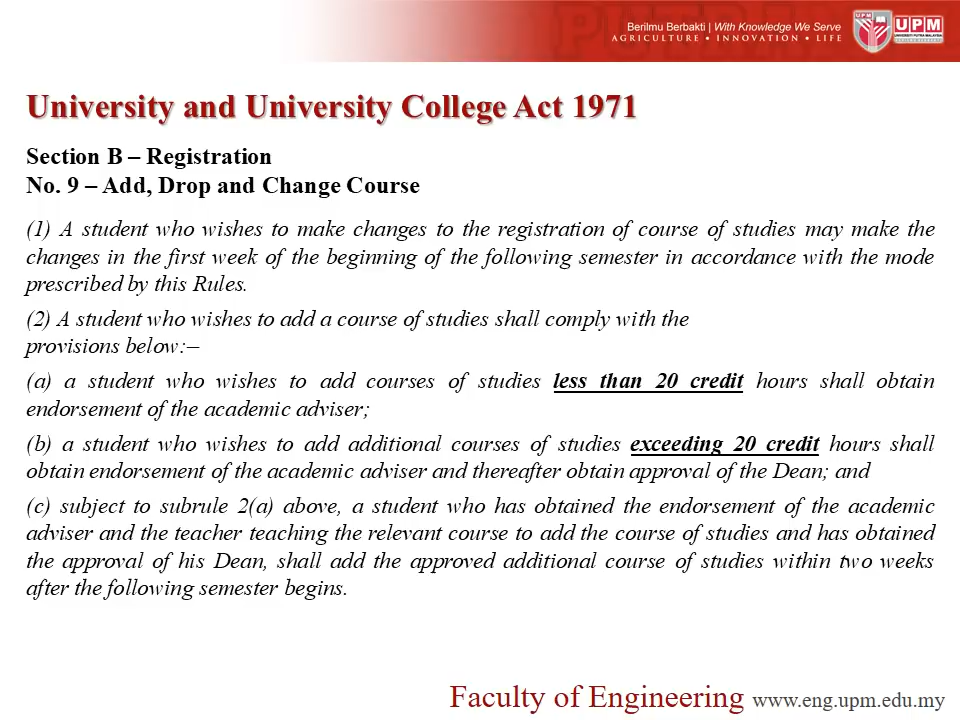 Berilmu Berbakti | With Knowledge We Serve
AGRICULTURE • INNOVATION • LIFE
UPM
UNIVERSITI PUTRA MALAYSIA
University and University College Act 1971
Section B – Registration
No. 9 – Add, Drop and Change Course
(1) A student who wishes to make changes to the registration of course of studies may make the
changes in the first week of the beginning of the following semester in accordance with the mode
prescribed by this Rules.
(2) A student who wishes to add a course of studies shall comply with the
provisions below:–
(a) a student who wishes to add courses of studies less than 20 credit hours shall obtain
endorsement of the academic adviser;
(b) a student who wishes to add additional courses of studies exceeding 20 credit hours shall
obtain endorsement of the academic adviser and thereafter obtain approval of the Dean; and
(c) subject to subrule 2(a) above, a student who has obtained the endorsement of the academic
adviser and the teacher teaching the relevant course to add the course of studies and has obtained
the approval of his Dean, shall add the approved additional course of studies within two weeks
after the following semester begins.
Faculty of Engineering www.eng.upm.edu.my